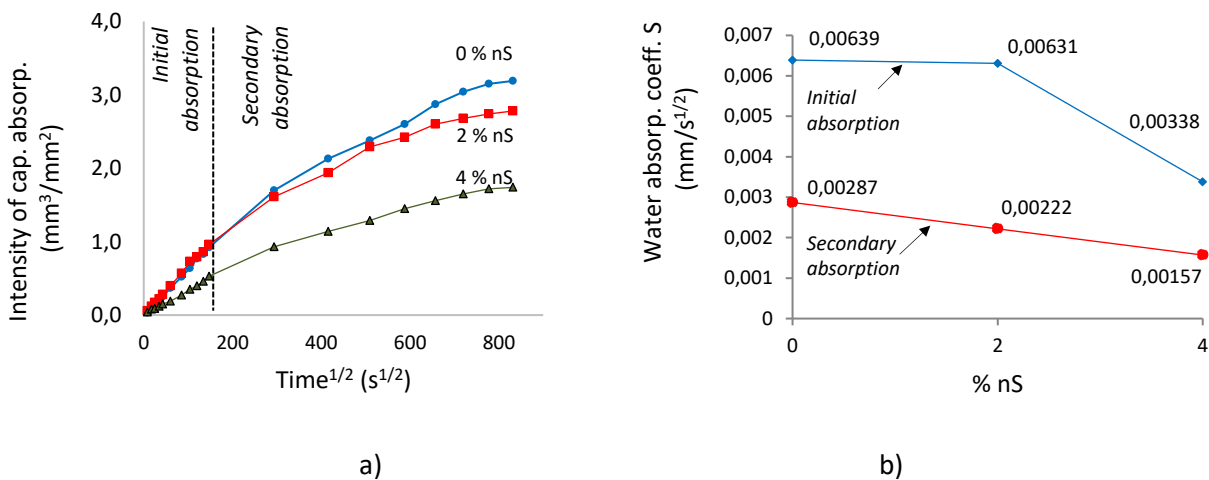 Intensity of cap. absorp.
(mm³/mm²)
4,0
3,0
2,0
1,0
0,0
Initial
absorption
Secondary
absorption
0 % nS
2 % nS
4 % nS
0
200
400
600
800
Time^1/2 (s^1/2)
a)
Water absorp. coeff. S
(mm/s^1/2)
0,007
0,006
0,005
0,004
0,003
0,002
0,001
0
0,00639
0,00631
Initial
absorption
0,00338
0,00287
0,00222
Secondary
absorption
0,00157
0
2
4
% nS
b)